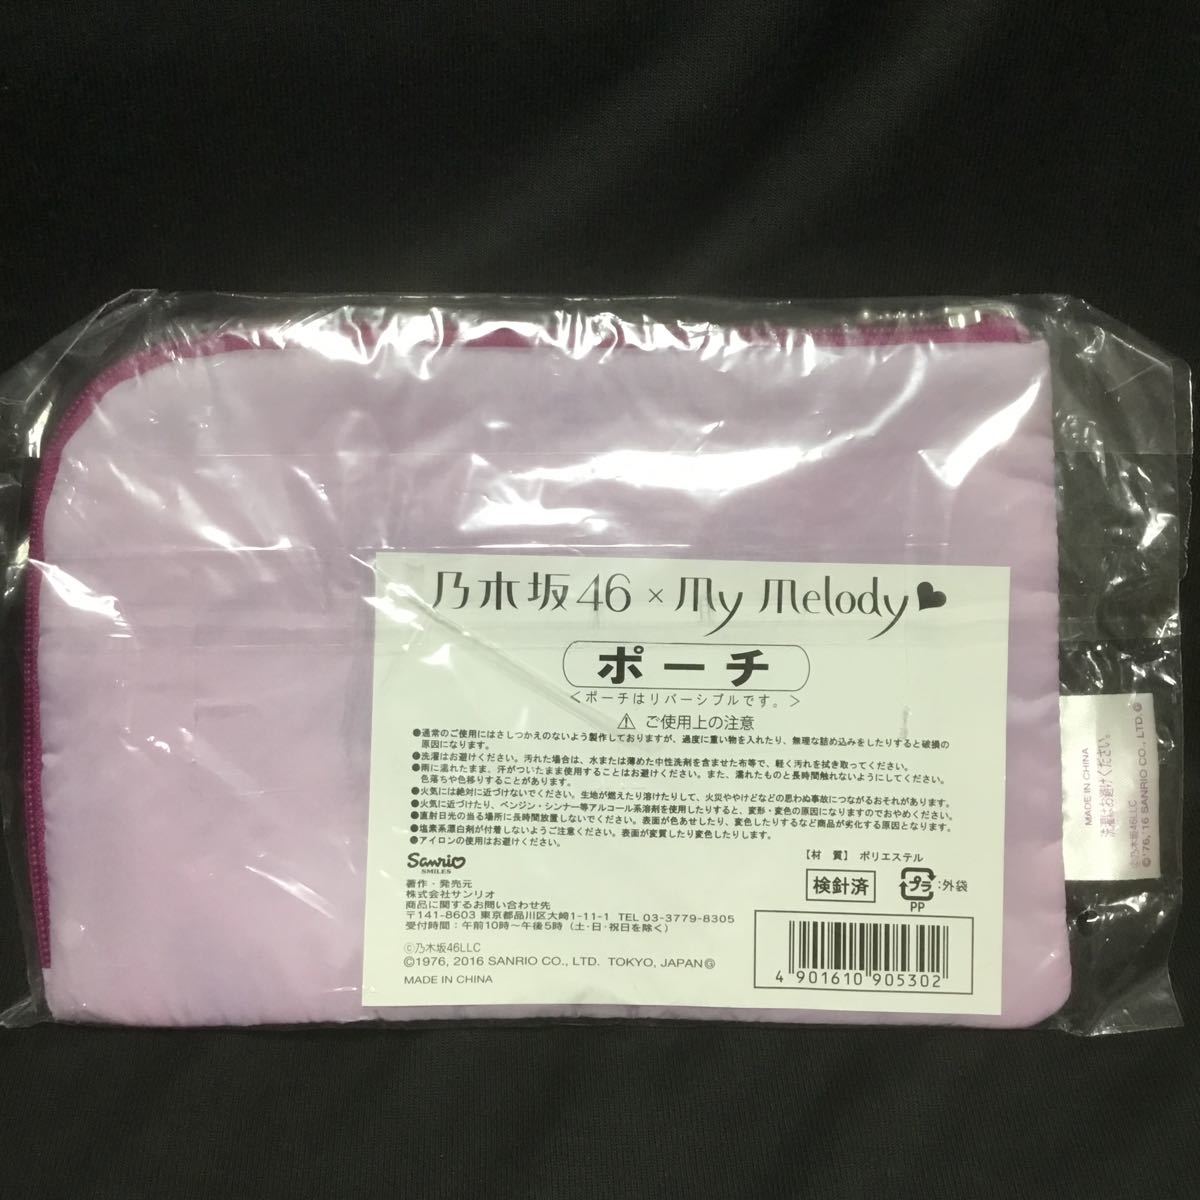 乃木坂46 × My Melody♥
ポーチ
<ポーチはリバーシブルです。>
⚠ ご使用上の注意
●通常のご使用にはさしつかえのないよう製作しておりますが、過度に重い物を入れたり、無理な詰め込みをしたりすると破損の
原因になります。
●洗濯はお避けください。汚れた場合は、水または薄めた中性洗剤を含ませた布等で、軽く汚れを拭き取ってください。
●雨に濡れたまま、汗がついたまま使用することはお避けください。また、濡れたものと長時間触れないようにしてください。
色落ちや色移りすることがあります。
●火気には絶対に近づけないでください。生地が燃えたり溶けたりして、火災ややけどなどの思わぬ事故につながるおそれがあります。
●火気に近づけたり、ベンジン・シンナー等アルコール系溶剤を使用したりすると、変形・変色の原因になりますのでおやめください。
●直射日光の当る場所に長時間放置しないでください。表面が色あせしたり、変色したりするなど商品が劣化する原因となります。
●塩素系漂白剤が付着しないようご注意ください。表面が変質したり変色したりします。
●アイロンの使用はお避けください。
Sanrio
SMILES
著作・発売元
株式会社サンリオ
商品に関するお問い合わせ先
〒141-8603 東京都品川区大崎1-11-1 TEL 03-3779-8305
受付時間：午前10時～午後5時(土・日・祝日を除く)
©乃木坂46LLC
©1976, 2016 SANRIO CO., LTD. TOKYO, JAPAN Ⓖ
MADE IN CHINA
【材 質】 ポリエステル
検針済
プラ :外袋
PP
4 901610 905302
MADE IN CHINA
洗濯はお避けください。
©乃木坂46LLC
©'76, '16 SANRIO CO., LTD.Ⓖ